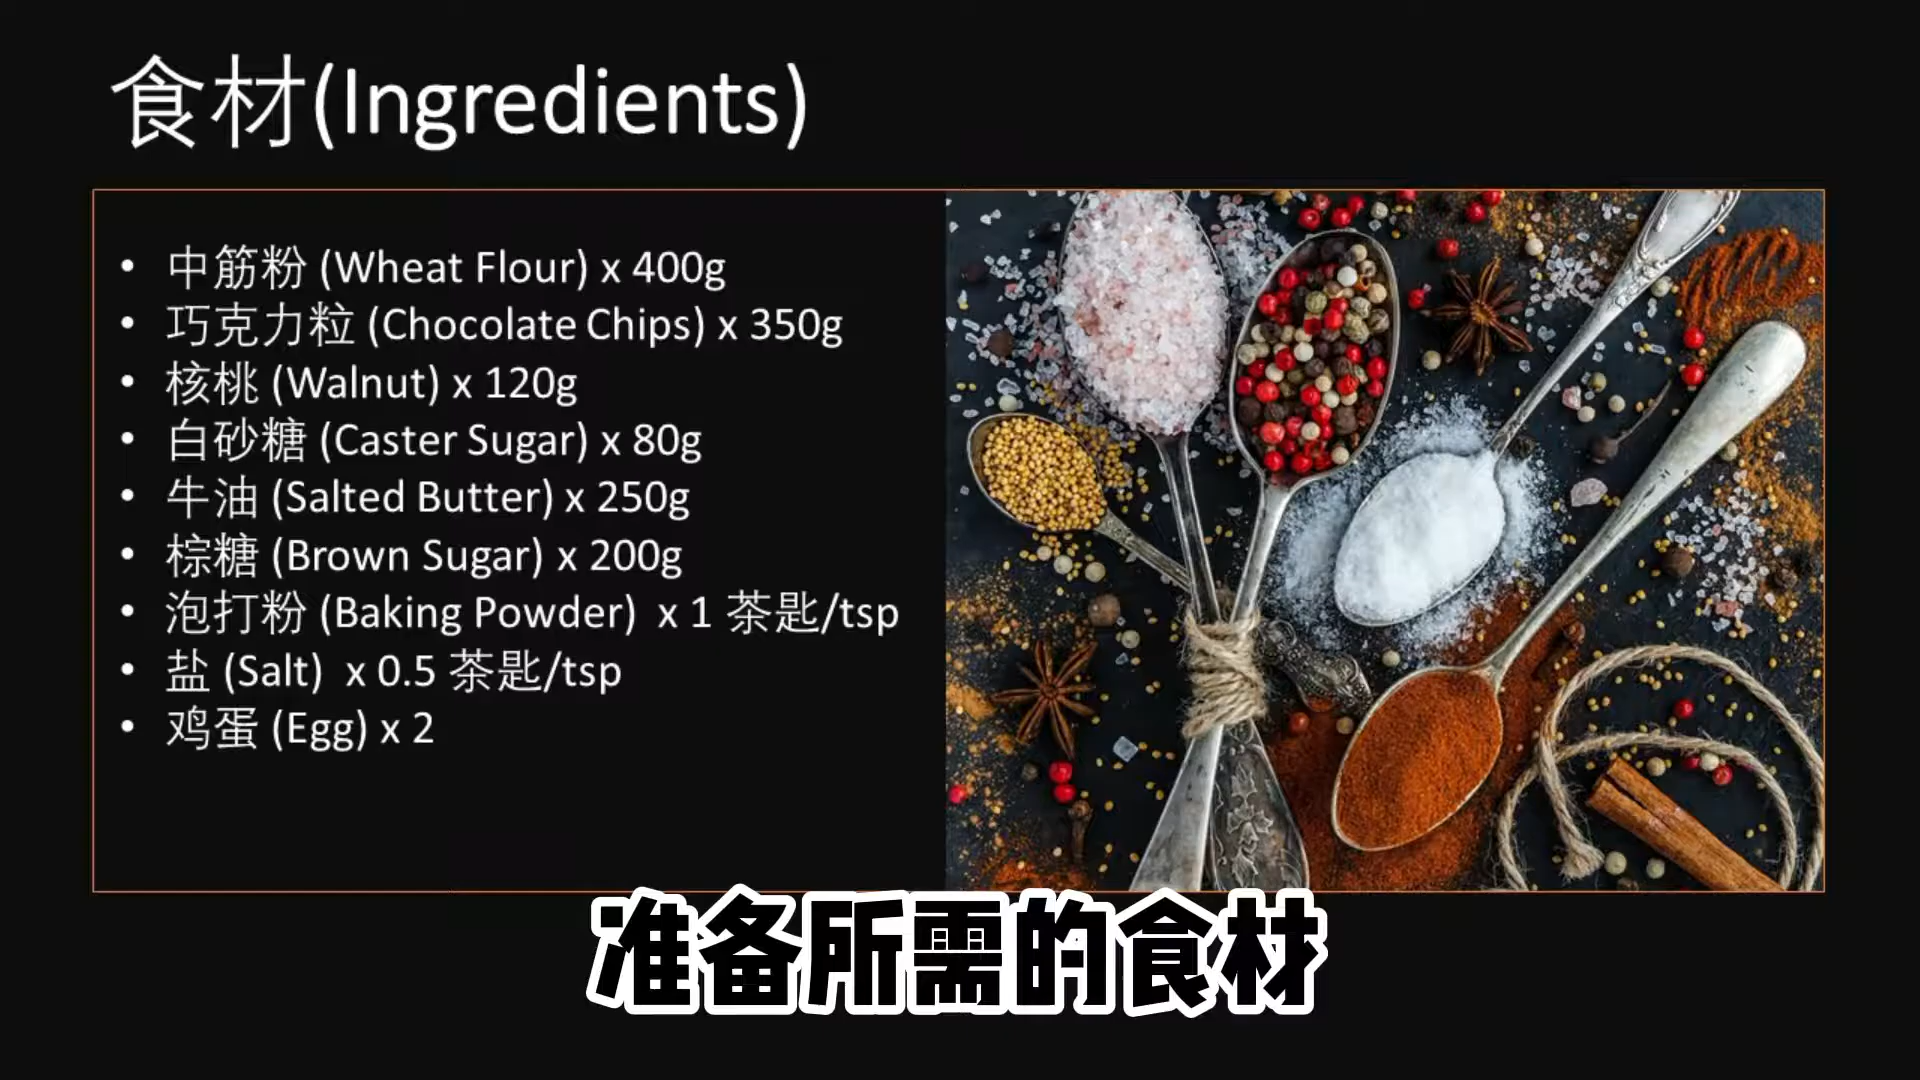 食材(Ingredients)
• 中筋粉 (Wheat Flour) x 400g
• 巧克力粒 (Chocolate Chips) x 350g
• 核桃 (Walnut) x 120g
• 白砂糖 (Caster Sugar) x 80g
• 牛油 (Salted Butter) x 250g
• 棕糖 (Brown Sugar) x 200g
• 泡打粉 (Baking Powder) x 1 茶匙/tsp
• 盐 (Salt) x 0.5 茶匙/tsp
• 鸡蛋 (Egg) x 2
准备所需的食材